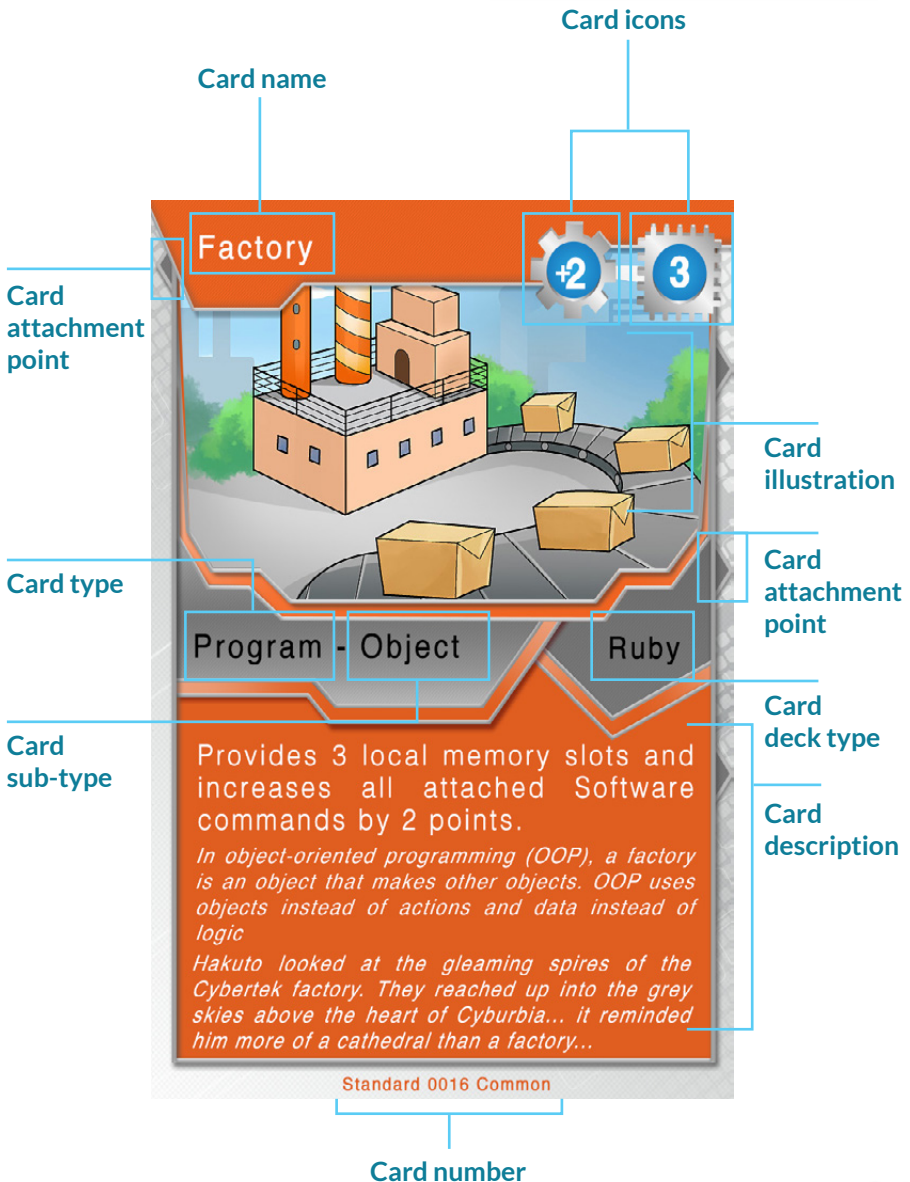 Card icons
Card name
Factory
+2
3
Card
attachment
point
Card
illustration
Card type
Card
attachment
point
Program - Object
Ruby
Card
sub-type
Card
deck type
Provides 3 local memory slots and
increases all attached Software
commands by 2 points.
Card
description
In object-oriented programming (OOP), a factory
is an object that makes other objects. OOP uses
objects instead of actions and data instead of
logic
Hakuto looked at the gleaming spires of the
Cybertek factory. They reached up into the grey
skies above the heart of Cyburbia... it reminded
him more of a cathedral than a factory...
Standard 0016 Common
Card number